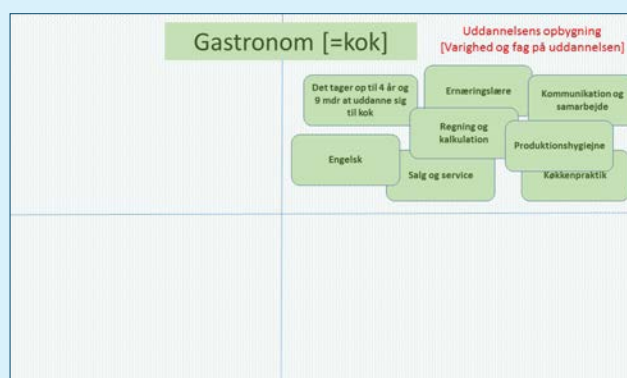 Gastronom [=kok]
Uddannelsens opbygning
[Varighed og fag på uddannelsen]
Det tager op til 4 år og
9 mdr at uddanne sig
til kok
Ernæringslære
Kommunikation og
samarbejde
Regning og
kalkulation
Produktionshygiejne
Engelsk
Salg og service
Køkkenpraktik